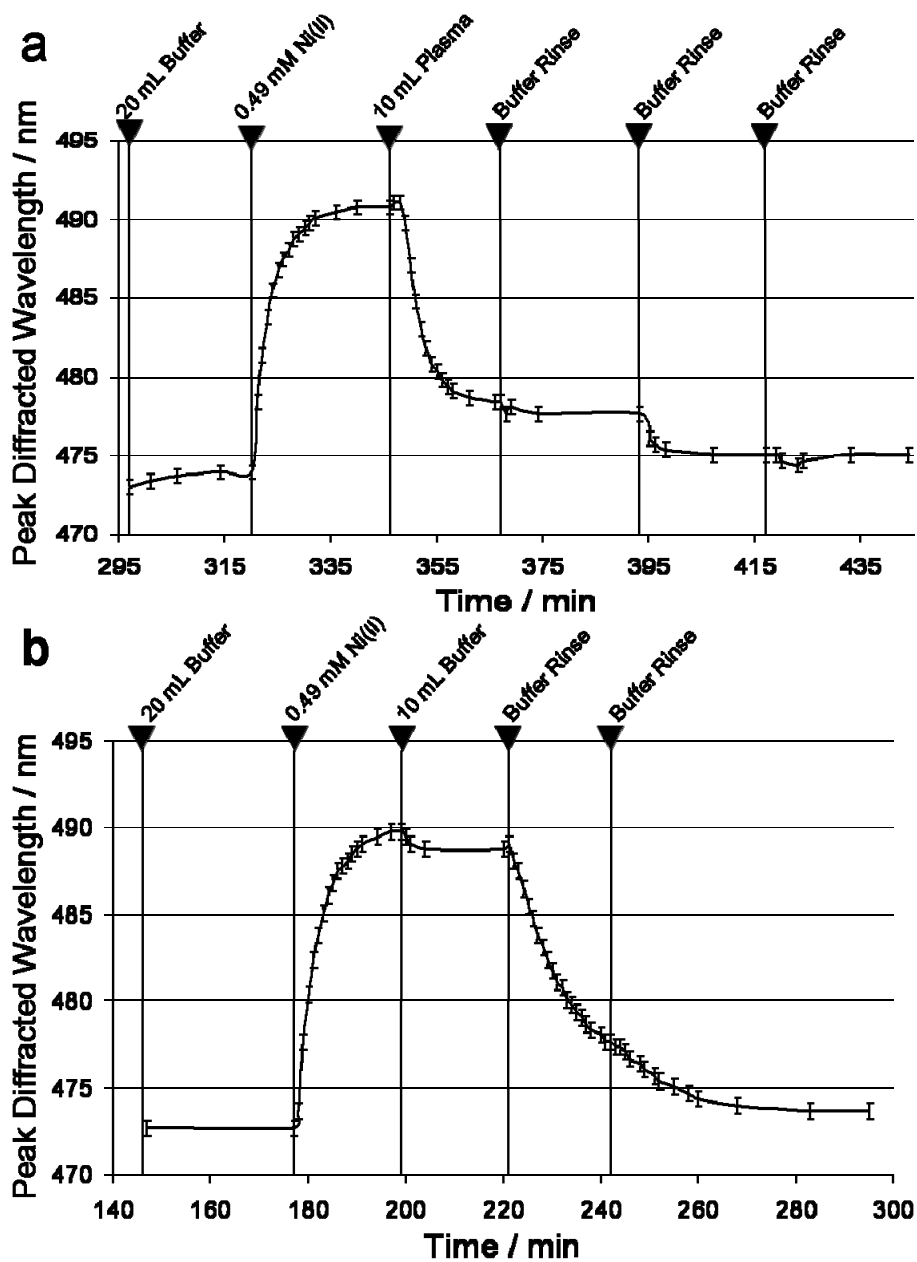 a
20 mL Buffer
0.49 mM Ni(II)
10 mL Plasma
Buffer Rinse
Buffer Rinse
Buffer Rinse
Peak Diffracted Wavelength / nm
495
490
485
480
475
470
295 315 335 355 375 395 415 435
Time / min
b
20 mL Buffer
0.49 mM Ni(II)
10 mL Buffer
Buffer Rinse
Buffer Rinse
Peak Diffracted Wavelength / nm
495
490
485
480
475
470
140 160 180 200 220 240 260 280 300
Time / min